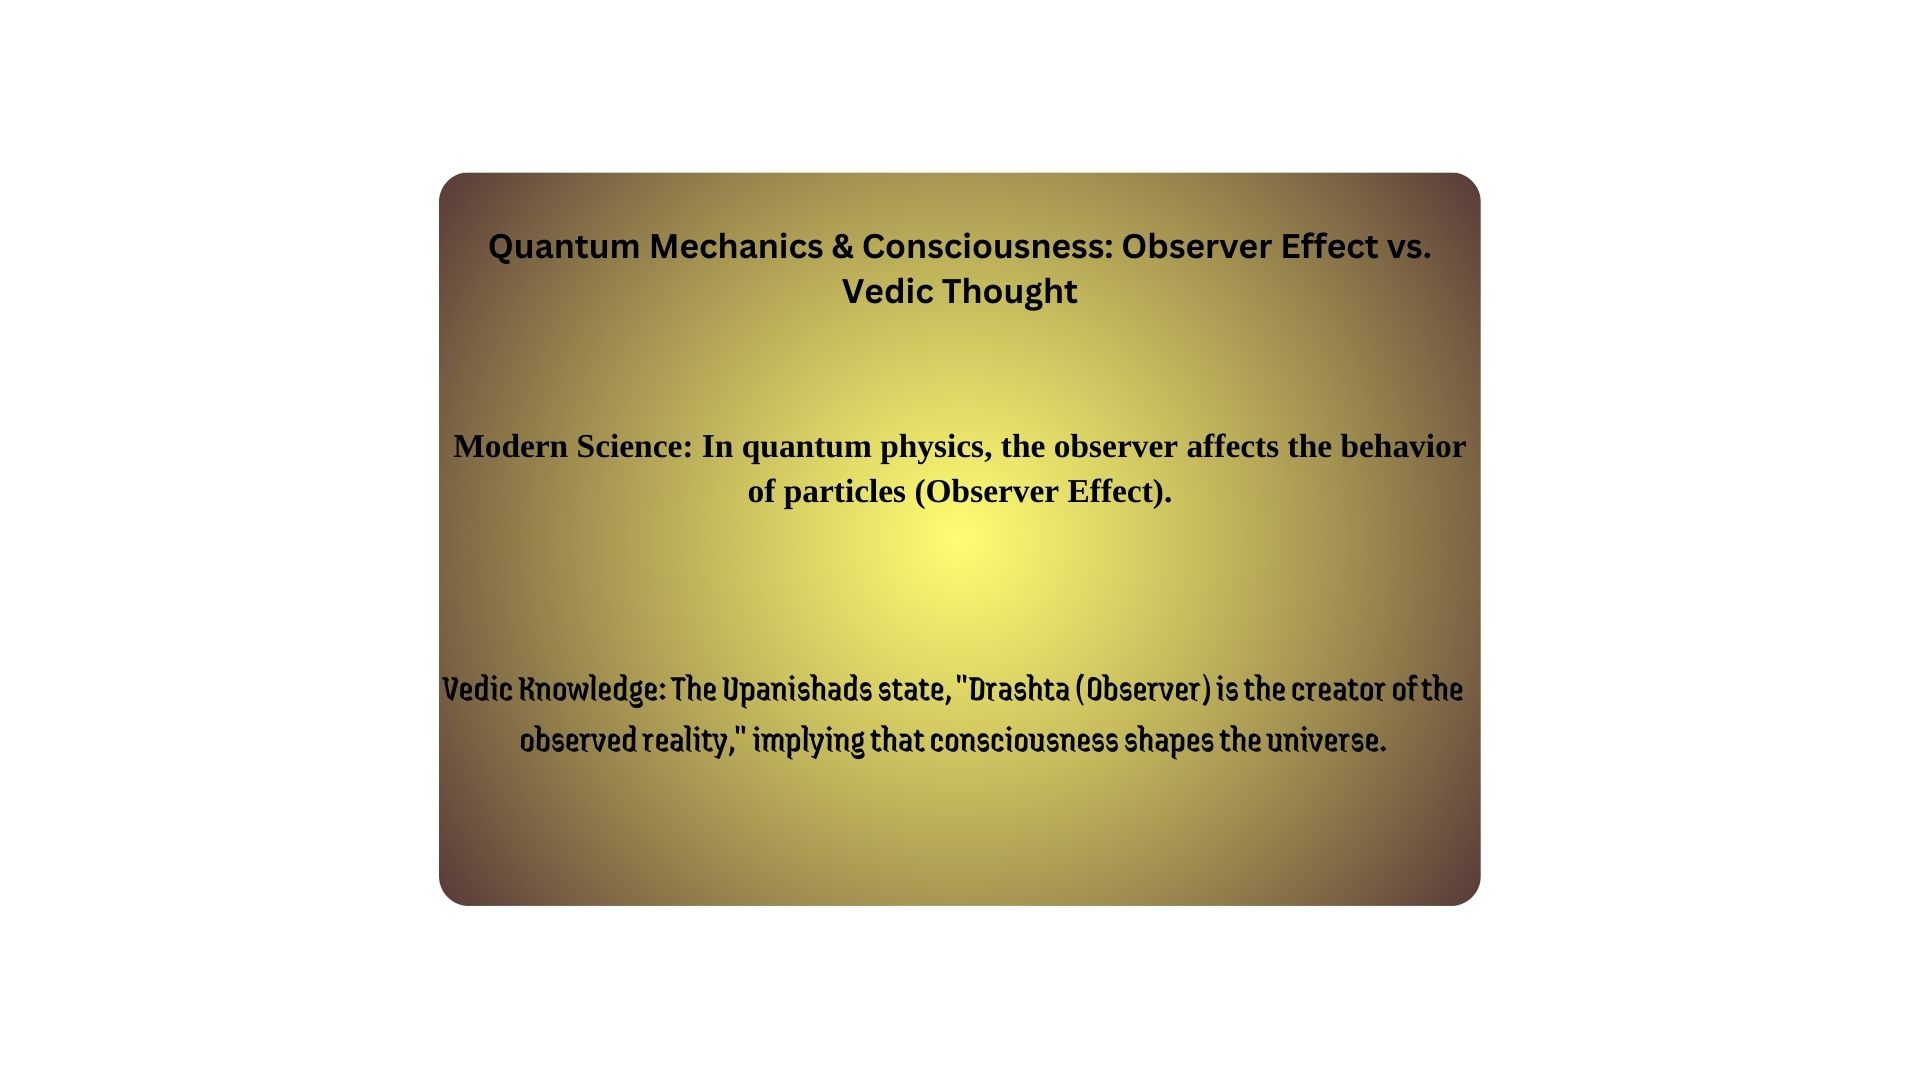 Quantum Mechanics & Consciousness: Observer Effect vs.
Vedic Thought
Modern Science: In quantum physics, the observer affects the behavior
of particles (Observer Effect).
Vedic Knowledge: The Upanishads state, "Drashta (Observer) is the creator of the
observed reality," implying that consciousness shapes the universe.